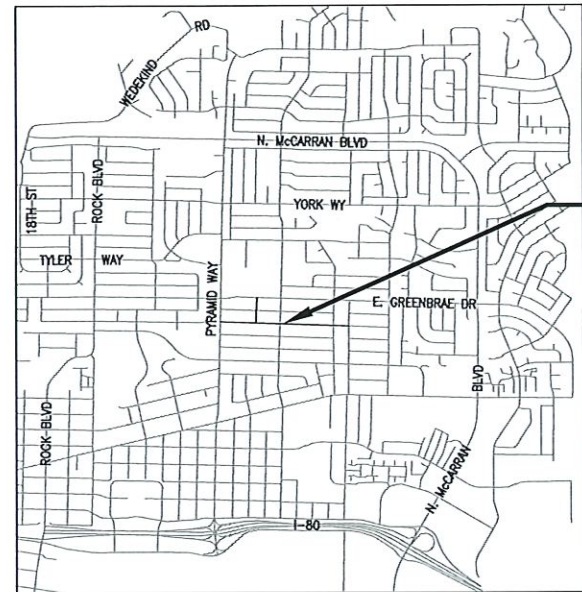 WEDEKIND RD
N. McCARRAN BLVD
18TH ST
ROCK BLVD
YORK WY
TYLER WAY
PYRAMID WAY
E. GREENBRAE DR
BLVD
ROCK BLVD
N. McCARRAN
I-80